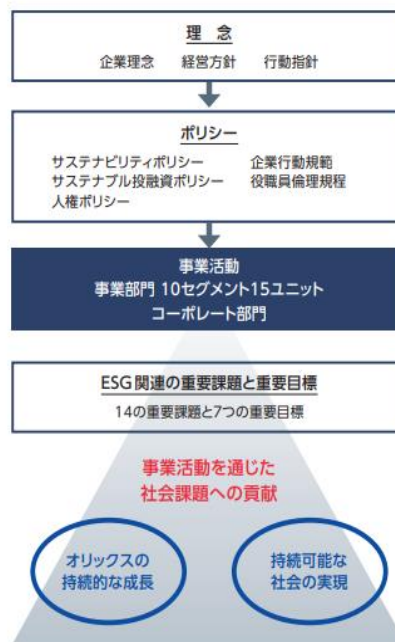 理 念
企業理念 経営方針 行動指針
ポリシー
サステナビリティポリシー 企業行動規範
サステナブル投融資ポリシー 役職員倫理規程
人権ポリシー
事業活動
事業部門 10セグメント15ユニット
コーポレート部門
ESG関連の重要課題と重要目標
14の重要課題と7つの重要目標
事業活動を通じた
社会課題への貢献
オリックスの
持続的な成長
持続可能な
社会の実現